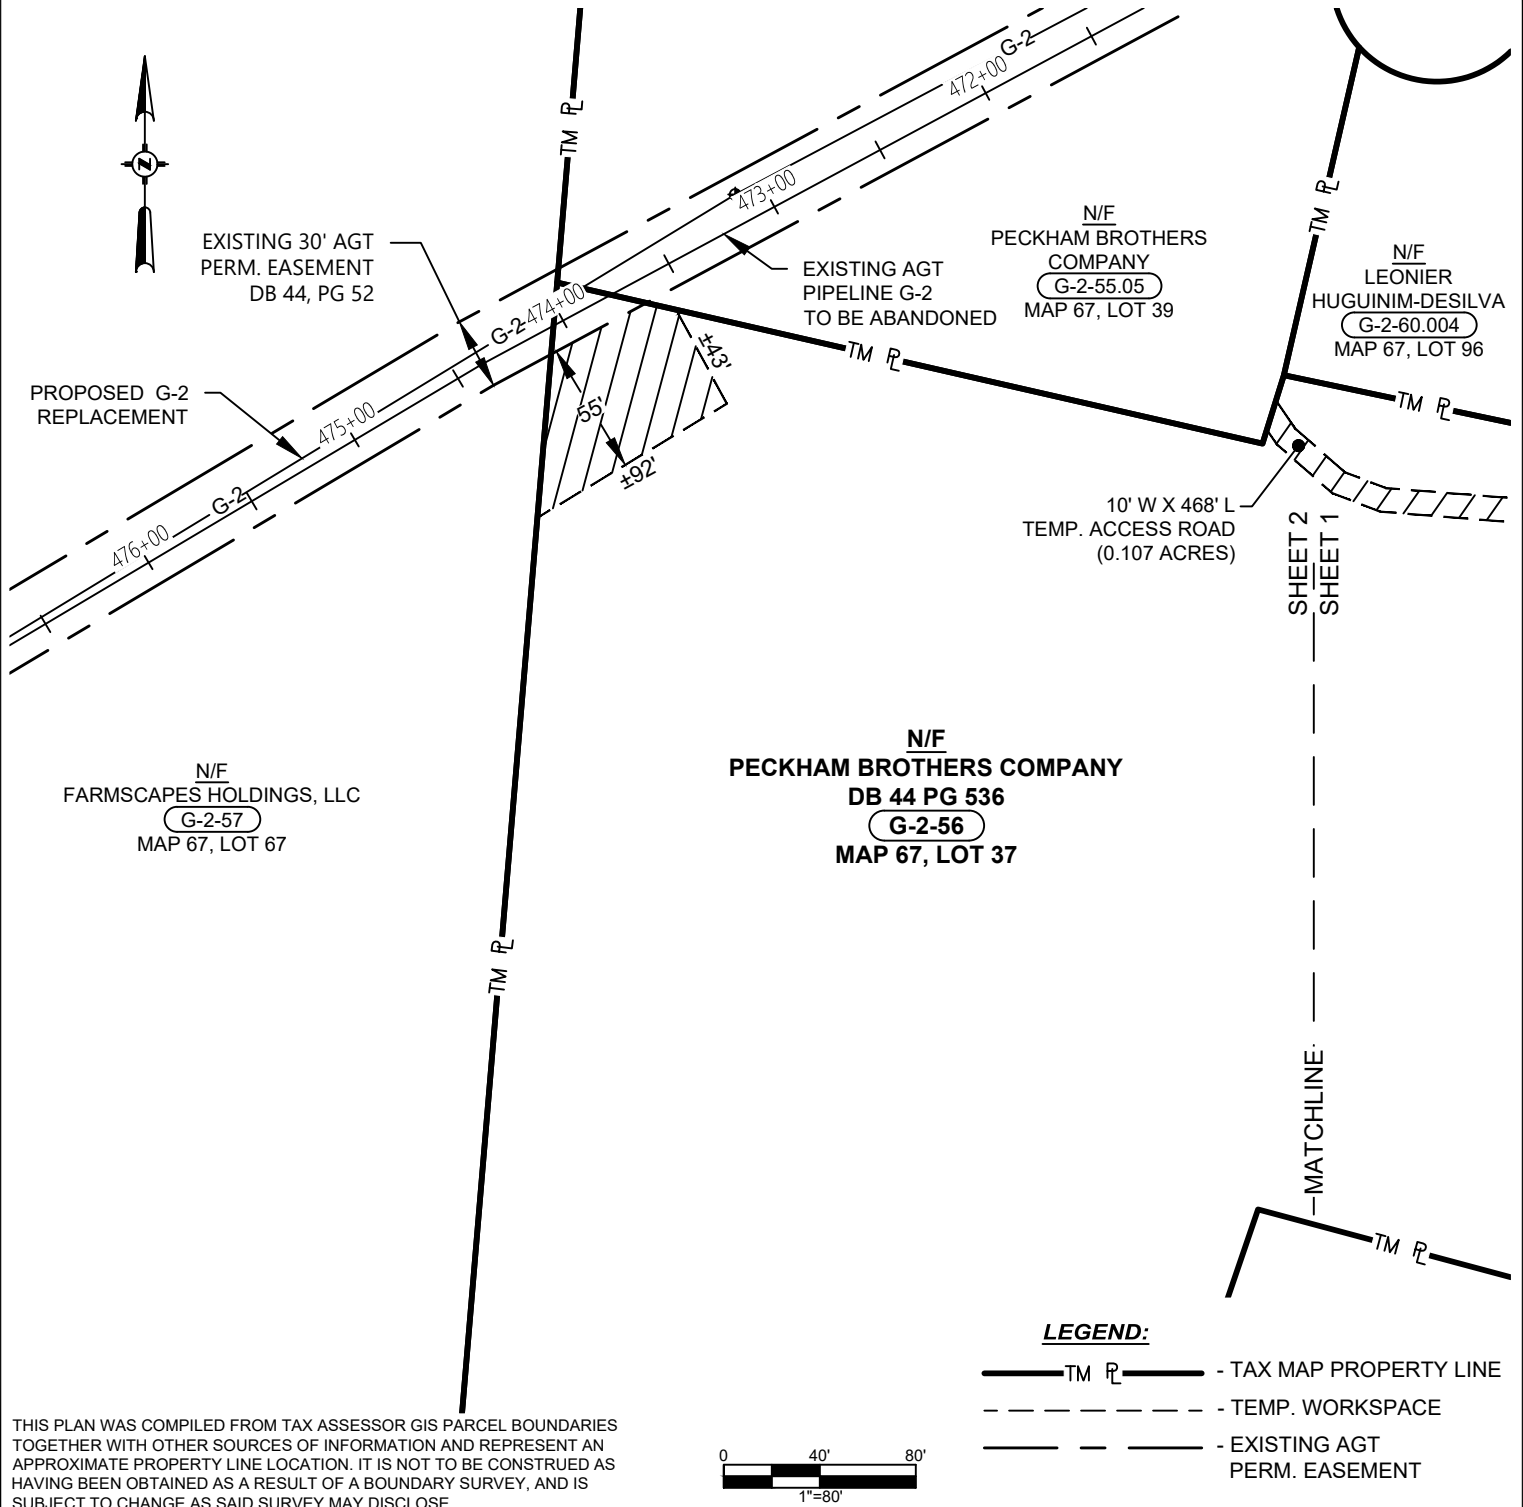 G-2
472+00
TM PL
473+00
N/F
PECKHAM BROTHERS
COMPANY
G-2-55.05
MAP 67, LOT 39
TM PL
N/F
LEONIER
HUGUINIM-DESILVA
G-2-60.004
MAP 67, LOT 96
Z
EXISTING 30' AGT
PERM. EASEMENT
DB 44, PG 52
EXISTING AGT
PIPELINE G-2
TO BE ABANDONED
G-2
474+00
TM PL
±43'
TM PL
PROPOSED G-2
REPLACEMENT
475+00
55'
±92'
G-2
476+00
10' W X 468' L
TEMP. ACCESS ROAD
(0.107 ACRES)
SHEET 2
SHEET 1
N/F
FARMSCAPES HOLDINGS, LLC
G-2-57
MAP 67, LOT 67
N/F
PECKHAM BROTHERS COMPANY
DB 44 PG 536
G-2-56
MAP 67, LOT 37
TM PL
MATCHLINE
TM PL
LEGEND:
TM PL - TAX MAP PROPERTY LINE
- TEMP. WORKSPACE
- EXISTING AGT
PERM. EASEMENT
THIS PLAN WAS COMPILED FROM TAX ASSESSOR GIS PARCEL BOUNDARIES
TOGETHER WITH OTHER SOURCES OF INFORMATION AND REPRESENT AN
APPROXIMATE PROPERTY LINE LOCATION. IT IS NOT TO BE CONSTRUED AS
HAVING BEEN OBTAINED AS A RESULT OF A BOUNDARY SURVEY, AND IS
SUBJECT TO CHANGE AS SAID SURVEY MAY DISCLOSE
0 40' 80'
1"=80'